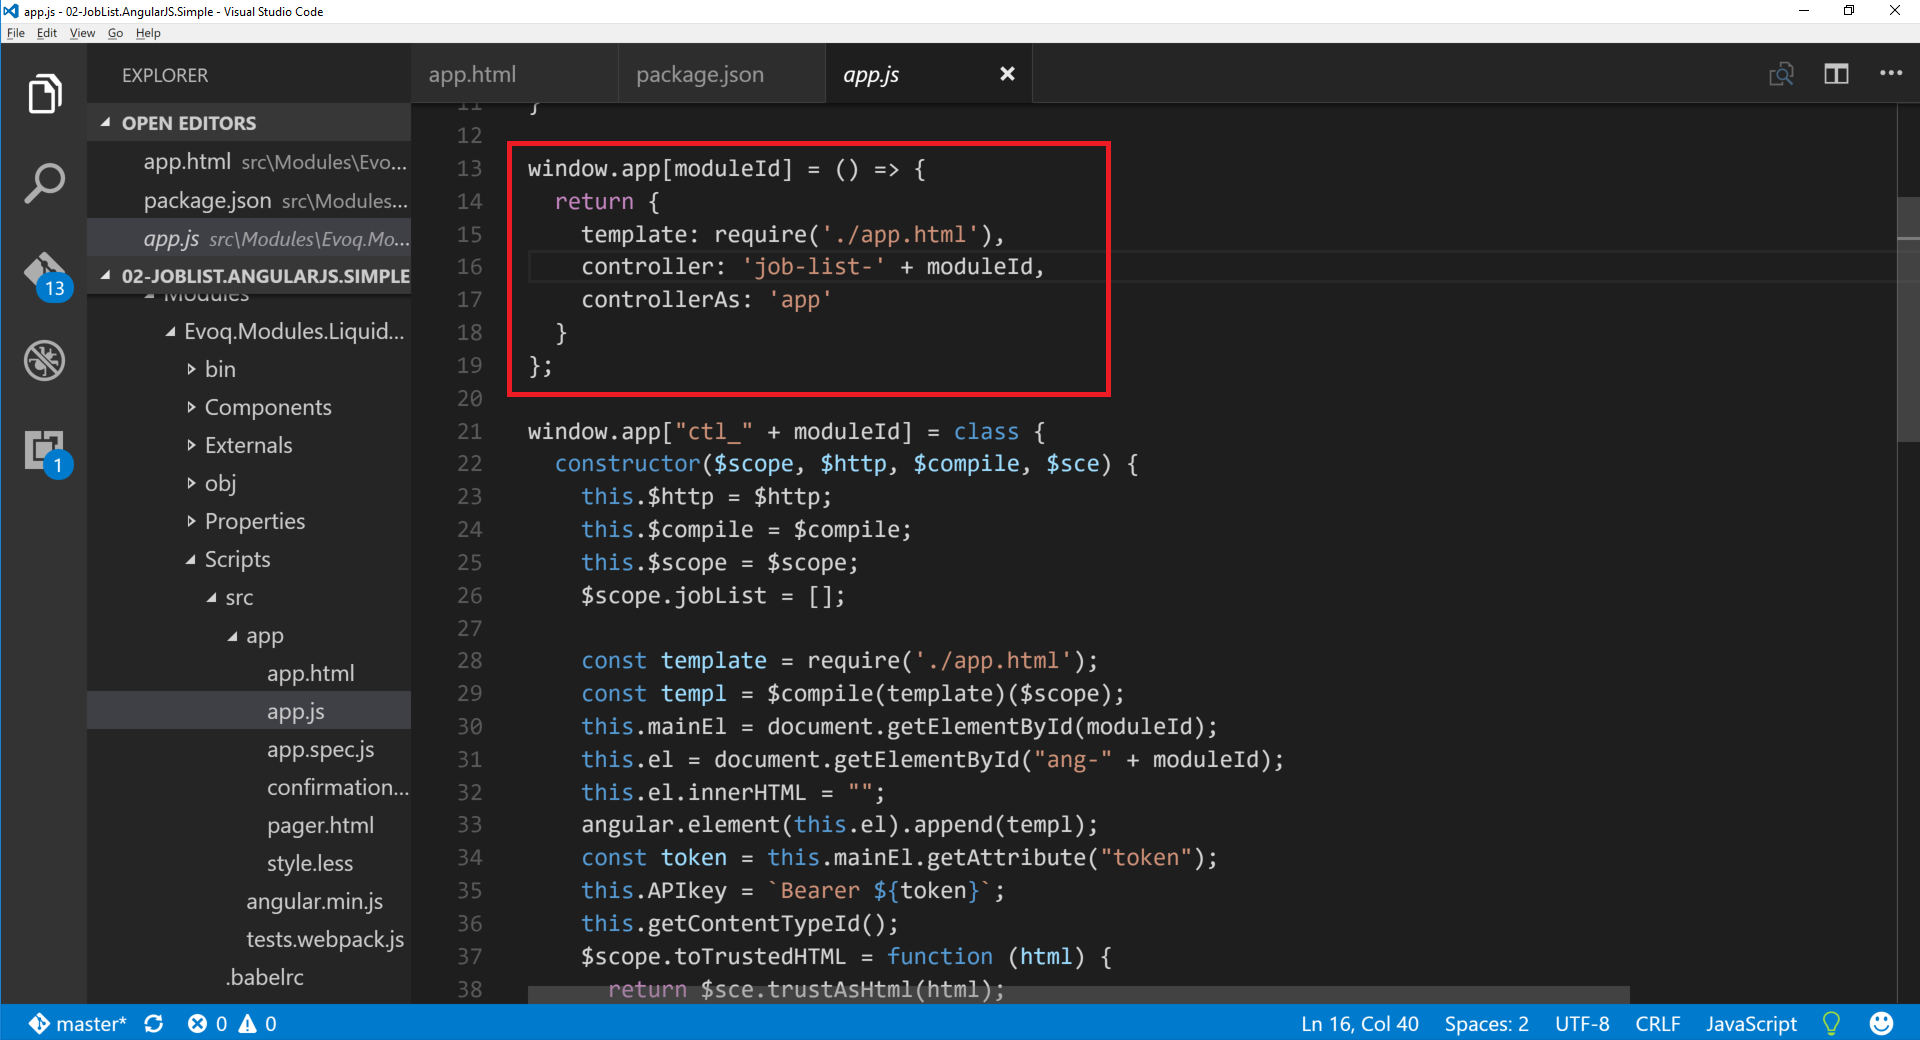 app.js - 02-JobList.AngularJS.Simple - Visual Studio Code
File Edit View Go Help
EXPLORER
OPEN EDITORS
app.html src\Modules\Evo...
package.json src\Modules...
app.js src\Modules\Evoq.Mo...
02-JOBLIST.ANGULARJS.SIMPLE
Modules
Evoq.Modules.Liquid...
bin
Components
Externals
obj
Properties
Scripts
src
app
app.html
app.js
app.spec.js
confirmation...
pager.html
style.less
angular.min.js
tests.webpack.js
.babelrc
13
1
app.html package.json app.js
11 }
12
13 window.app[moduleId] = () => {
14 return {
15 template: require('./app.html'),
16 controller: 'job-list-' + moduleId,
17 controllerAs: 'app'
18 }
19 };
20
21 window.app["ctl_" + moduleId] = class {
22 constructor($scope, $http, $compile, $sce) {
23 this.$http = $http;
24 this.$compile = $compile;
25 this.$scope = $scope;
26 $scope.jobList = [];
27
28 const template = require('./app.html');
29 const templ = $compile(template)($scope);
30 this.mainEl = document.getElementById(moduleId);
31 this.el = document.getElementById("ang-" + moduleId);
32 this.el.innerHTML = "";
33 angular.element(this.el).append(templ);
34 const token = this.mainEl.getAttribute("token");
35 this.APIkey = `Bearer ${token}`;
36 this.getContentTypeId();
37 $scope.toTrustedHTML = function (html) {
38 return $sce.trustAsHtml(html);
master* 0 0 Ln 16, Col 40 Spaces: 2 UTF-8 CRLF JavaScript